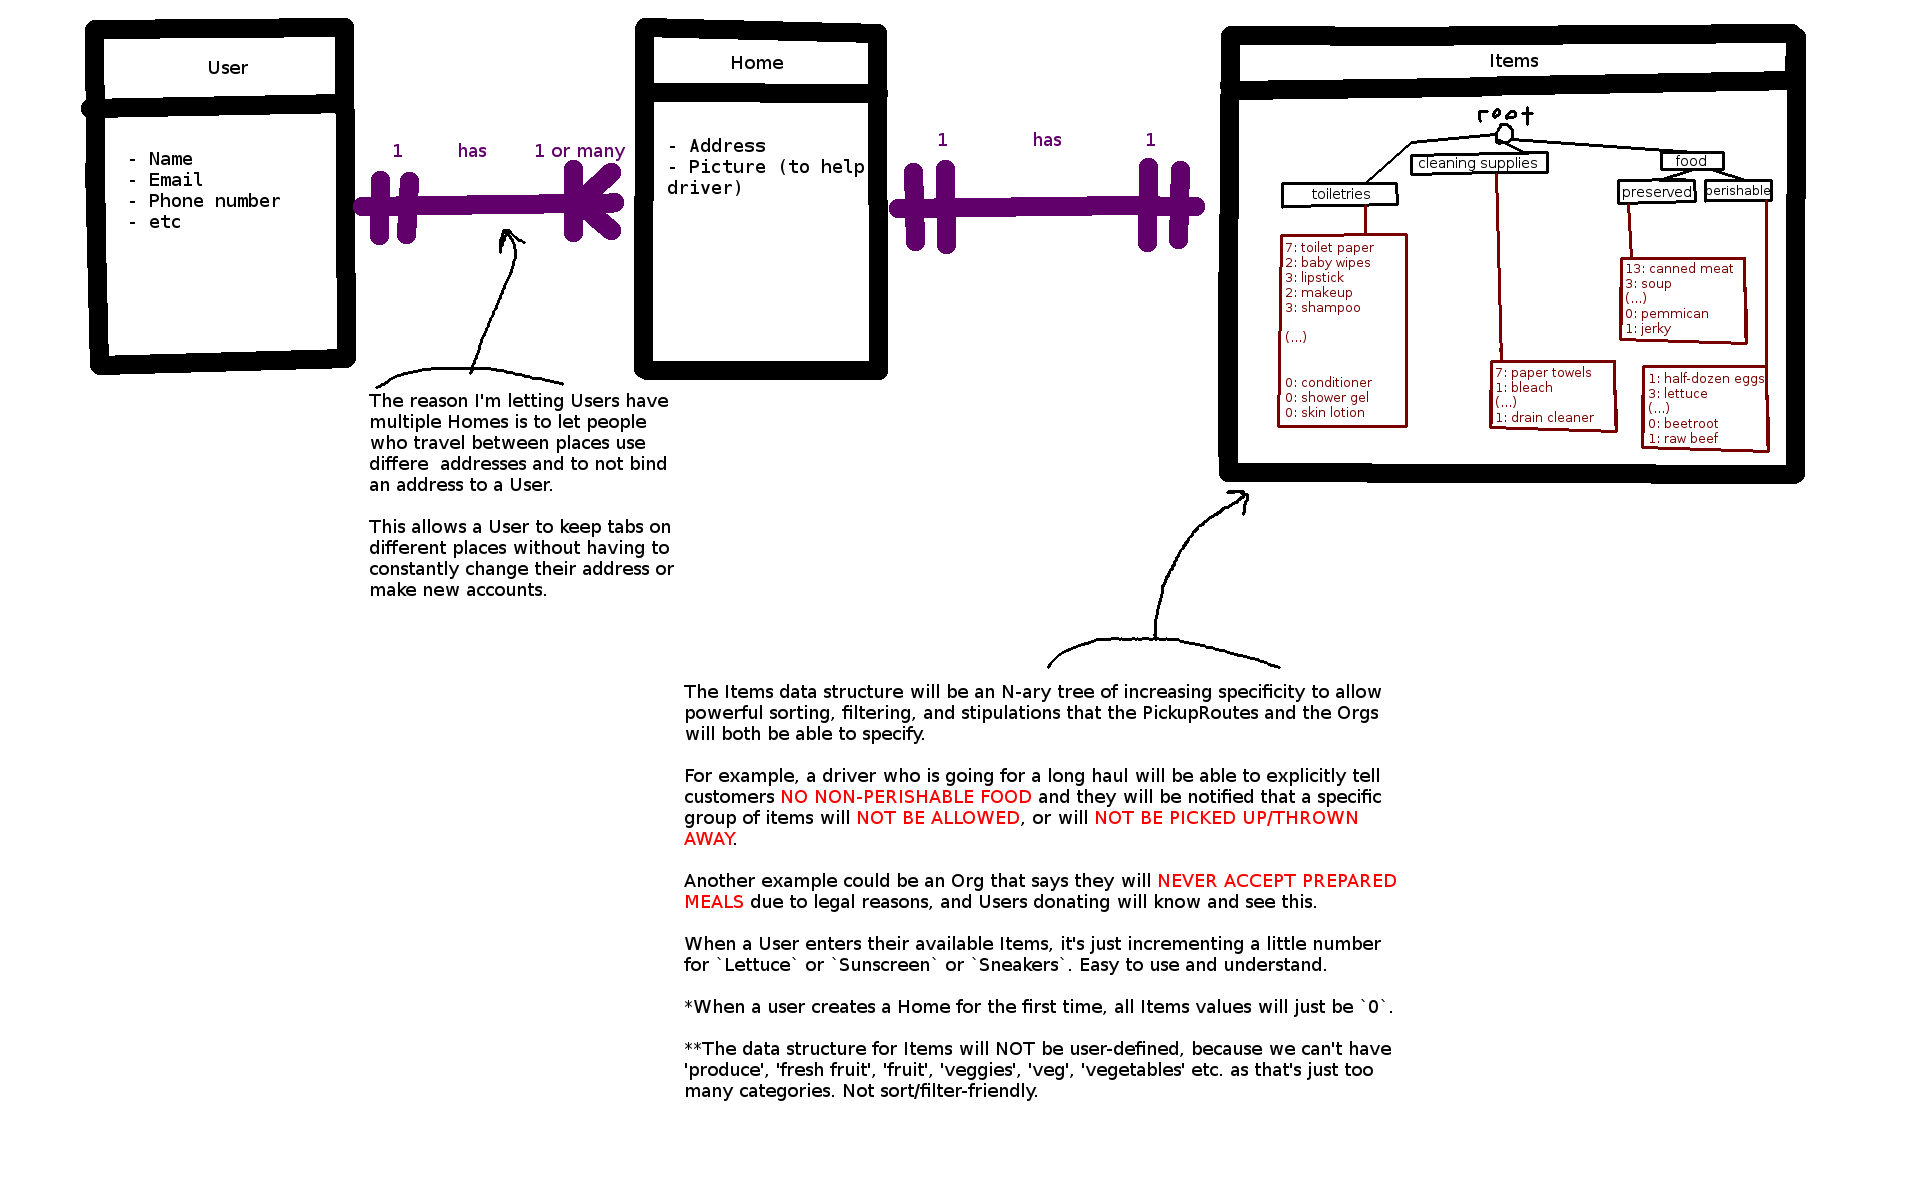 User
- Name
- Email
- Phone number
- etc
1 has 1 or many
Home
- Address
- Picture (to help
driver)
1 has 1
Items
root
toiletries
cleaning supplies
food
preserved
perishable
7: toilet paper
2: baby wipes
3: lipstick
2: makeup
3: shampoo
(...)
0: conditioner
0: shower gel
0: skin lotion
7: paper towels
1: bleach
(...)
1: drain cleaner
13: canned meat
3: soup
(...)
0: pemmican
1: jerky
1: half-dozen eggs
3: lettuce
(...)
0: beetroot
1: raw beef
The reason I'm letting Users have
multiple Homes is to let people
who travel between places use
differe  addresses and to not bind
an address to a User.
This allows a User to keep tabs on
different places without having to
constantly change their address or
make new accounts.
The Items data structure will be an N-ary tree of increasing specificity to allow
powerful sorting, filtering, and stipulations that the PickupRoutes and the Orgs
will both be able to specify.
For example, a driver who is going for a long haul will be able to explicitly tell
customers NO NON-PERISHABLE FOOD and they will be notified that a specific
group of items will NOT BE ALLOWED, or will NOT BE PICKED UP/THROWN
AWAY.
Another example could be an Org that says they will NEVER ACCEPT PREPARED
MEALS due to legal reasons, and Users donating will know and see this.
When a User enters their available Items, it's just incrementing a little number
for `Lettuce` or `Sunscreen` or `Sneakers`. Easy to use and understand.
*When a user creates a Home for the first time, all Items values will just be `0`.
**The data structure for Items will NOT be user-defined, because we can't have
'produce', 'fresh fruit', 'fruit', 'veggies', 'veg', 'vegetables' etc. as that's just too
many categories. Not sort/filter-friendly.